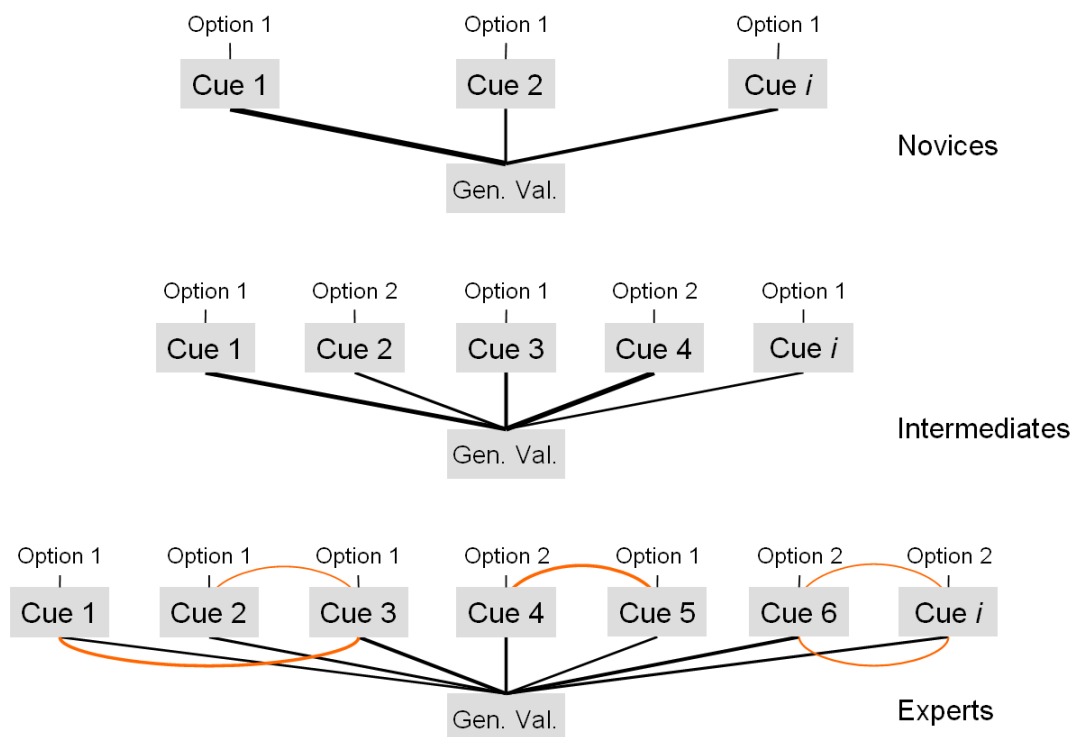 Option 1 Option 1 Option 1
Cue 1 Cue 2 Cue i
Novices
Gen. Val.
Option 1 Option 2 Option 1 Option 2 Option 1
Cue 1 Cue 2 Cue 3 Cue 4 Cue i
Intermediates
Gen. Val.
Option 1 Option 1 Option 1 Option 2 Option 1 Option 2 Option 2
Cue 1 Cue 2 Cue 3 Cue 4 Cue 5 Cue 6 Cue i
Experts
Gen. Val.